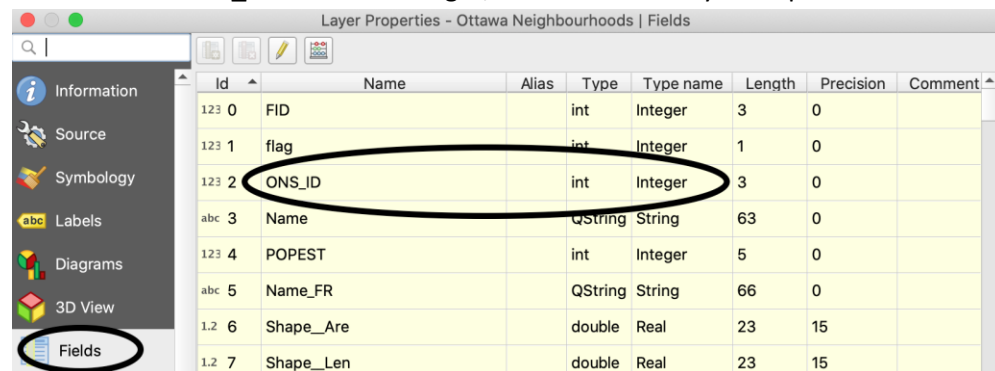 Layer Properties - Ottawa Neighbourhoods | Fields
Id Name Alias Type Type name Length Precision Comment
Information
123 0 FID int Integer 3 0
Source
123 1 flag int Integer 1 0
Symbology
123 2 ONS_ID int Integer 3 0
abc Labels
abc 3 Name QString String 63 0
Diagrams
123 4 POPEST int Integer 5 0
3D View
abc 5 Name_FR QString String 66 0
1.2 6 Shape__Are double Real 23 15
Fields
1.2 7 Shape__Len double Real 23 15